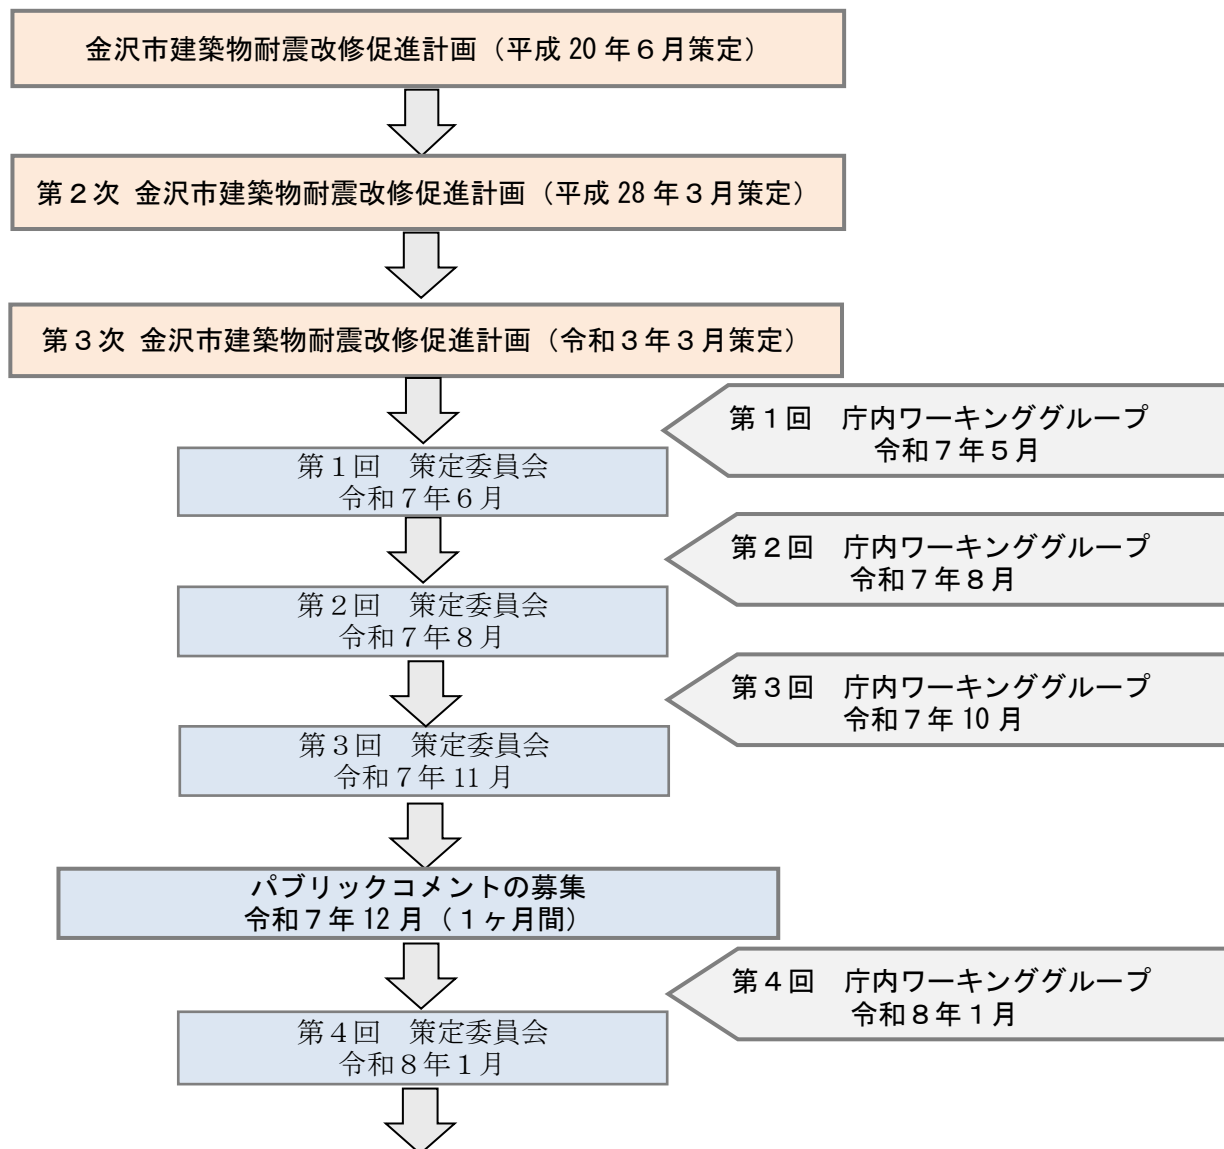 金沢市建築物耐震改修促進計画（平成 20 年６月策定）
第２次 金沢市建築物耐震改修促進計画（平成 28 年３月策定）
第３次 金沢市建築物耐震改修促進計画（令和３年３月策定）
第１回　庁内ワーキンググループ
令和７年５月
第１回　策定委員会
令和７年６月
第２回　庁内ワーキンググループ
令和７年８月
第２回　策定委員会
令和７年８月
第３回　庁内ワーキンググループ
令和７年 10 月
第３回　策定委員会
令和７年 11 月
パブリックコメントの募集
令和７年 12 月（１ヶ月間）
第４回　庁内ワーキンググループ
令和８年１月
第４回　策定委員会
令和８年１月